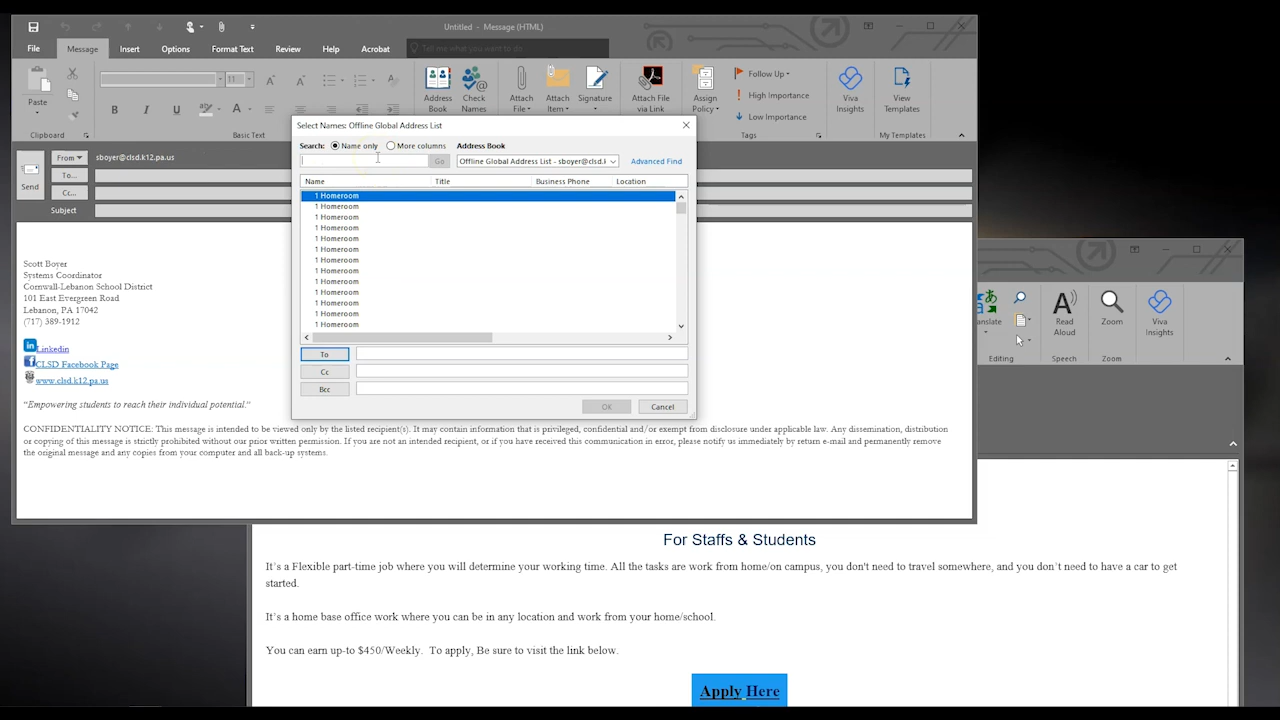 Untitled - Message (HTML)
File Message Insert Options Format Text Review Help Acrobat Tell me what you want to do
11
Paste
B I U
Clipboard
Basic Text
Address Book
Check Names
Attach File
Attach Item
Signature
Attach File via Link
Assign Policy
Follow Up
High Importance
Low Importance
Tags
Viva Insights
View Templates
My Templates
Send
From
sboyer@clsd.k12.pa.us
To...
Cc...
Subject
Select Names: Offline Global Address List
Search: Name only More columns Address Book
Go
Offline Global Address List - sboyer@clsd.k
Advanced Find
Name Title Business Phone Location
1 Homeroom
1 Homeroom
1 Homeroom
1 Homeroom
1 Homeroom
1 Homeroom
1 Homeroom
1 Homeroom
1 Homeroom
1 Homeroom
1 Homeroom
1 Homeroom
1 Homeroom
To
Cc
Bcc
OK Cancel
Scott Boyer
Systems Coordinator
Cornwall-Lebanon School District
101 East Evergreen Road
Lebanon, PA 17042
(717) 389-1912
Linkedin
CLSD Facebook Page
www.clsd.k12.pa.us
“Empowering students to reach their individual potential.”
CONFIDENTIALITY NOTICE: This message is intended to be viewed only by the listed recipient(s). It may contain information that is privileged, confidential and/or exempt from disclosure under applicable law. Any dissemination, distribution
or copying of this message is strictly prohibited without our prior written permission. If you are not an intended recipient, or if you have received this communication in error, please notify us immediately by return e-mail and permanently remove
the original message and any copies from your computer and all back-up systems.
nslate
Editing
Read Aloud
Speech
Zoom
Zoom
Viva Insights
For Staffs & Students
It's a Flexible part-time job where you will determine your working time. All the tasks are work from home/on campus, you don't need to travel somewhere, and you don't need to have a car to get
started.
It's a home base office work where you can be in any location and work from your home/school.
You can earn up-to $450/Weekly. To apply, Be sure to visit the link below.
Apply Here